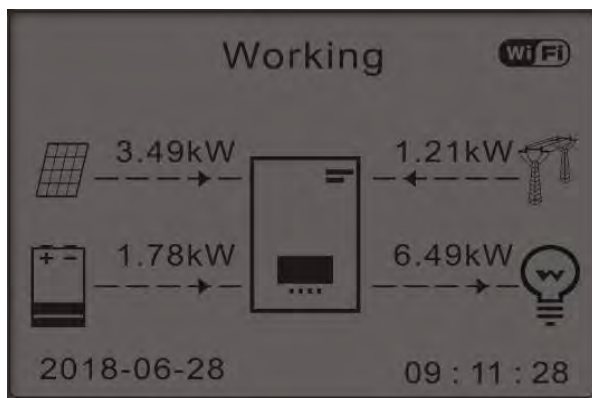 Working
WiFi
3.49kW
1.21kW
+ -
1.78kW
6.49kW
2018-06-28
09 : 11 : 28